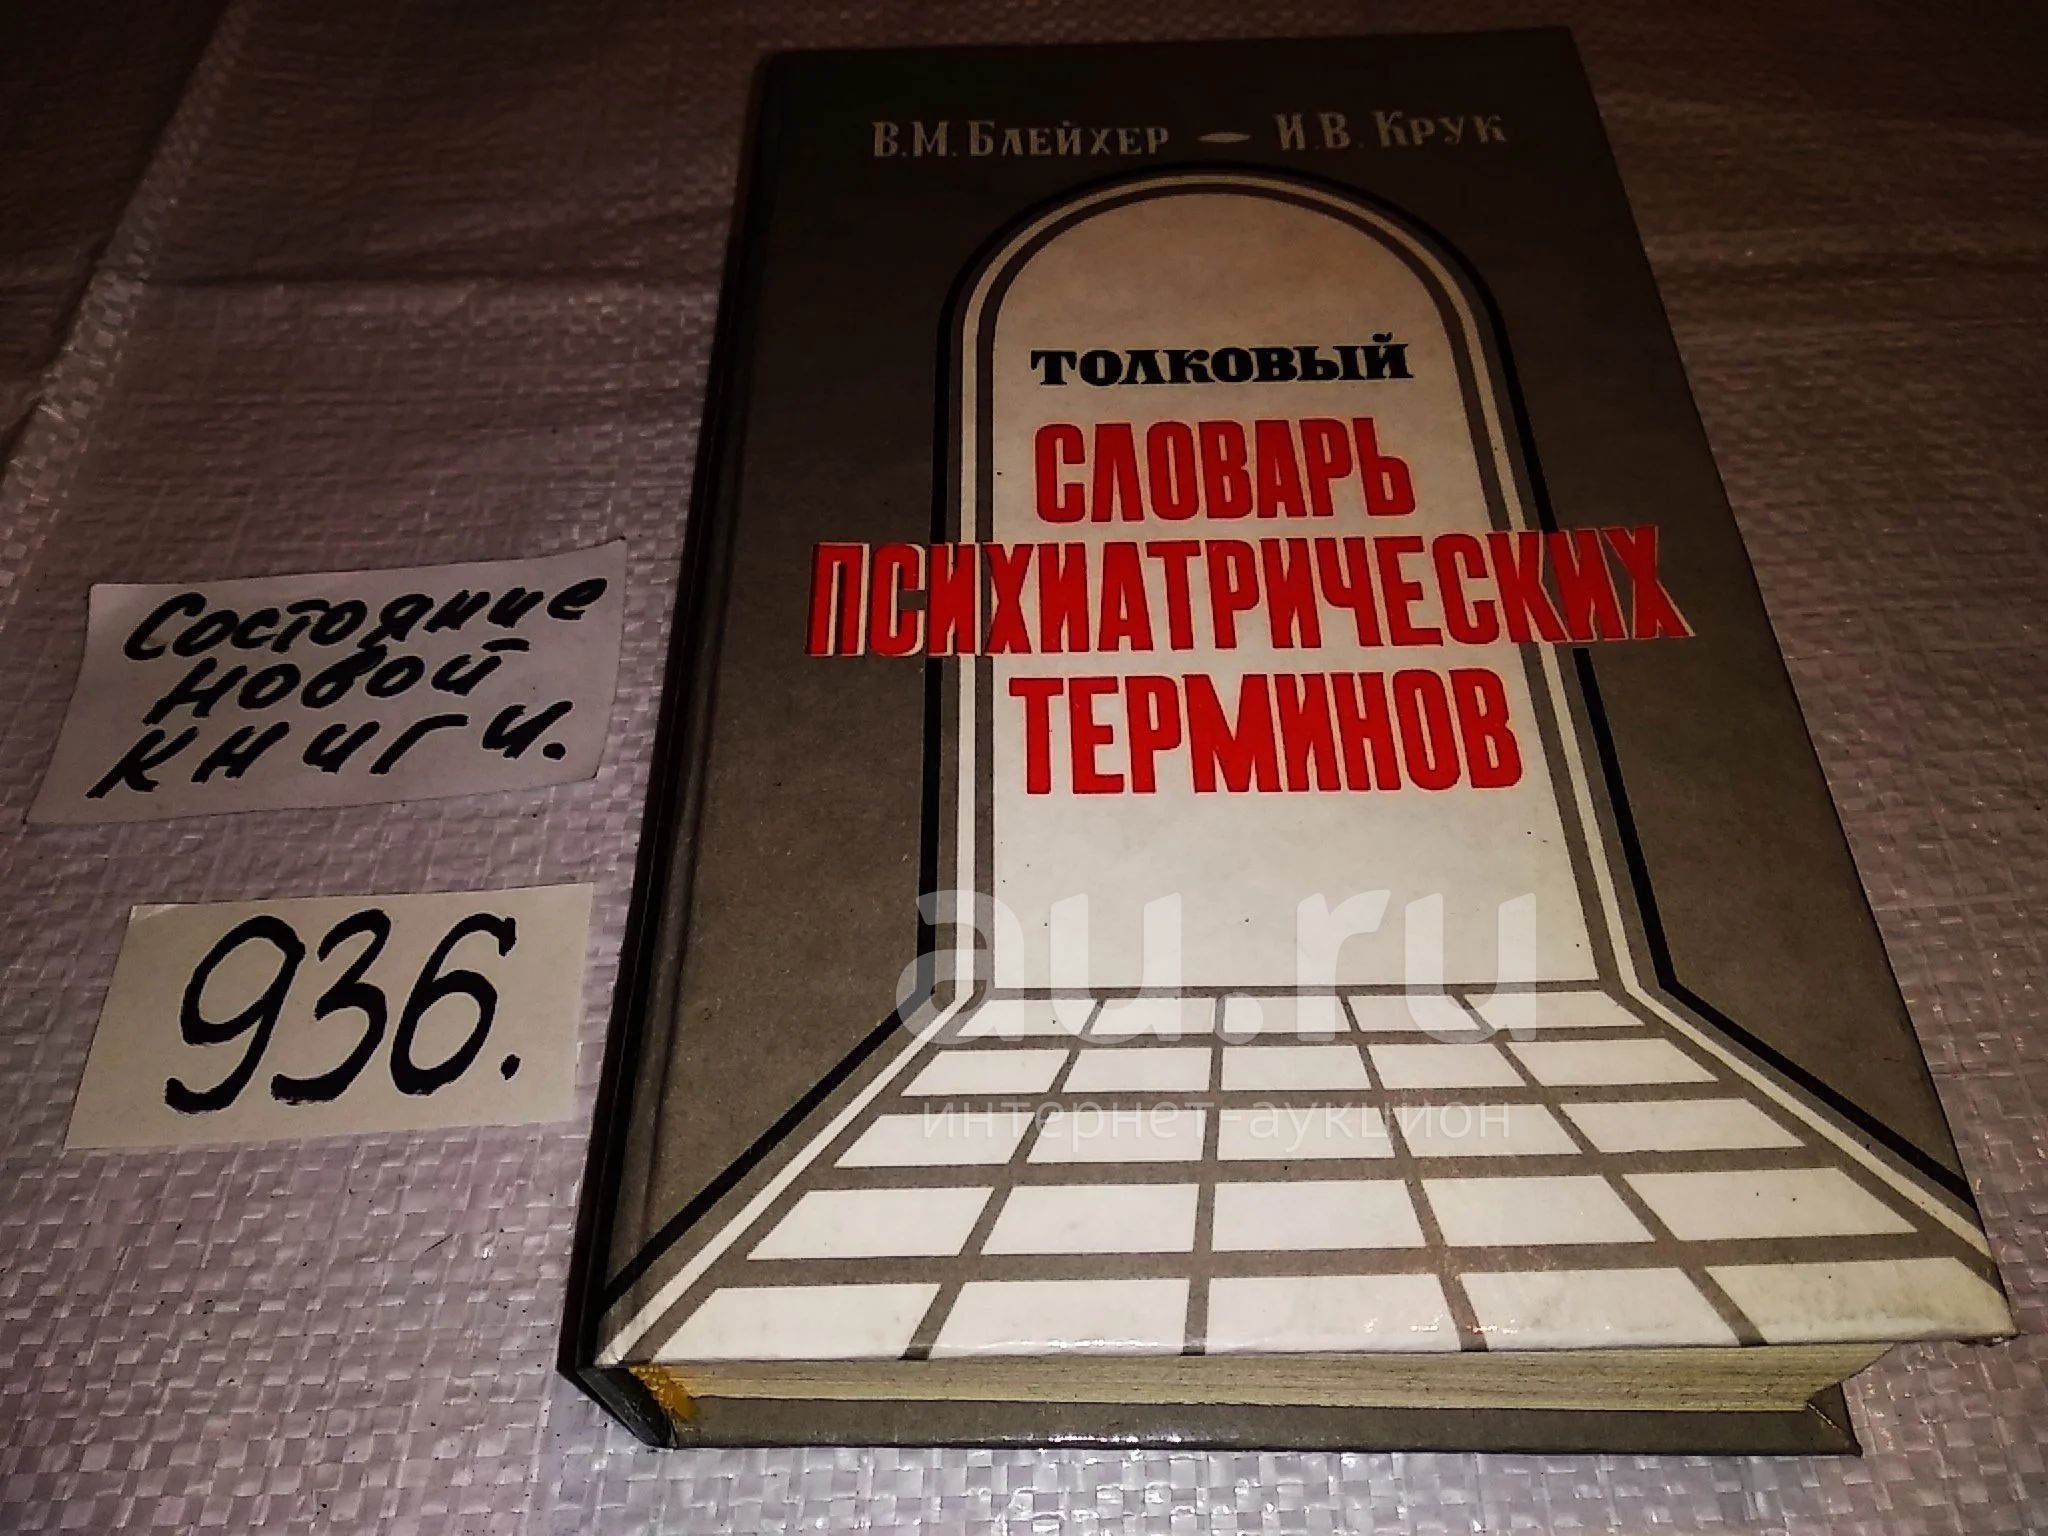 В.М. БЛЕЙХЕР — И.В. КРУК
ТОЛКОВЫЙ
СЛОВАРЬ
ПСИХИАТРИЧЕСКИХ
ТЕРМИНОВ
Состояние
новой
книги.
936.
au.ru
интернет-аукцион